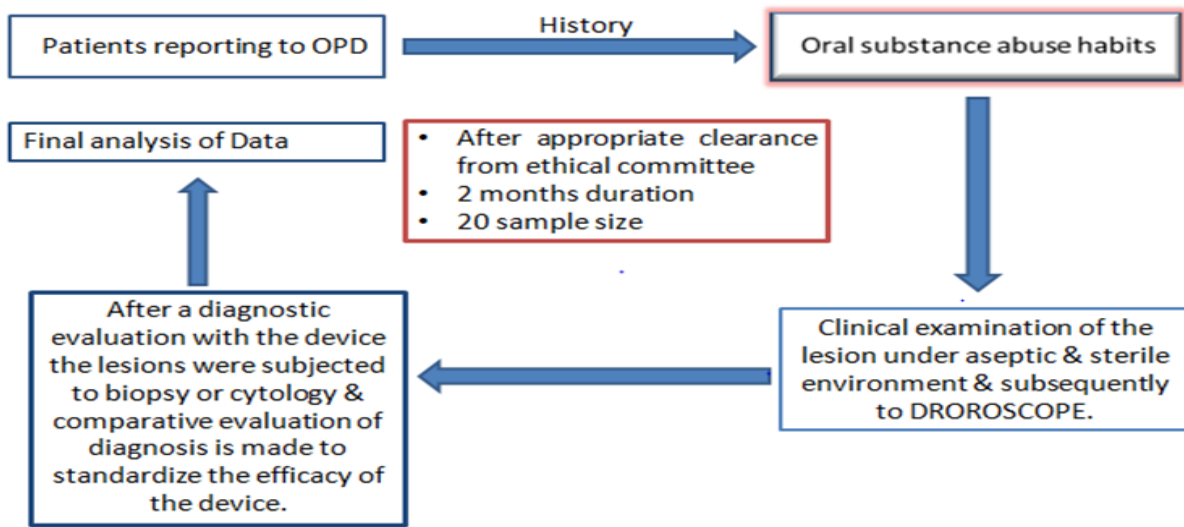 Patients reporting to OPD
History
Oral substance abuse habits
Final analysis of Data
• After appropriate clearance
from ethical committee
• 2 months duration
• 20 sample size
After a diagnostic
evaluation with the device
the lesions were subjected
to biopsy or cytology &
comparative evaluation of
diagnosis is made to
standardize the efficacy of
the device.
Clinical examination of the
lesion under aseptic & sterile
environment & subsequently
to DROROSCOPE.